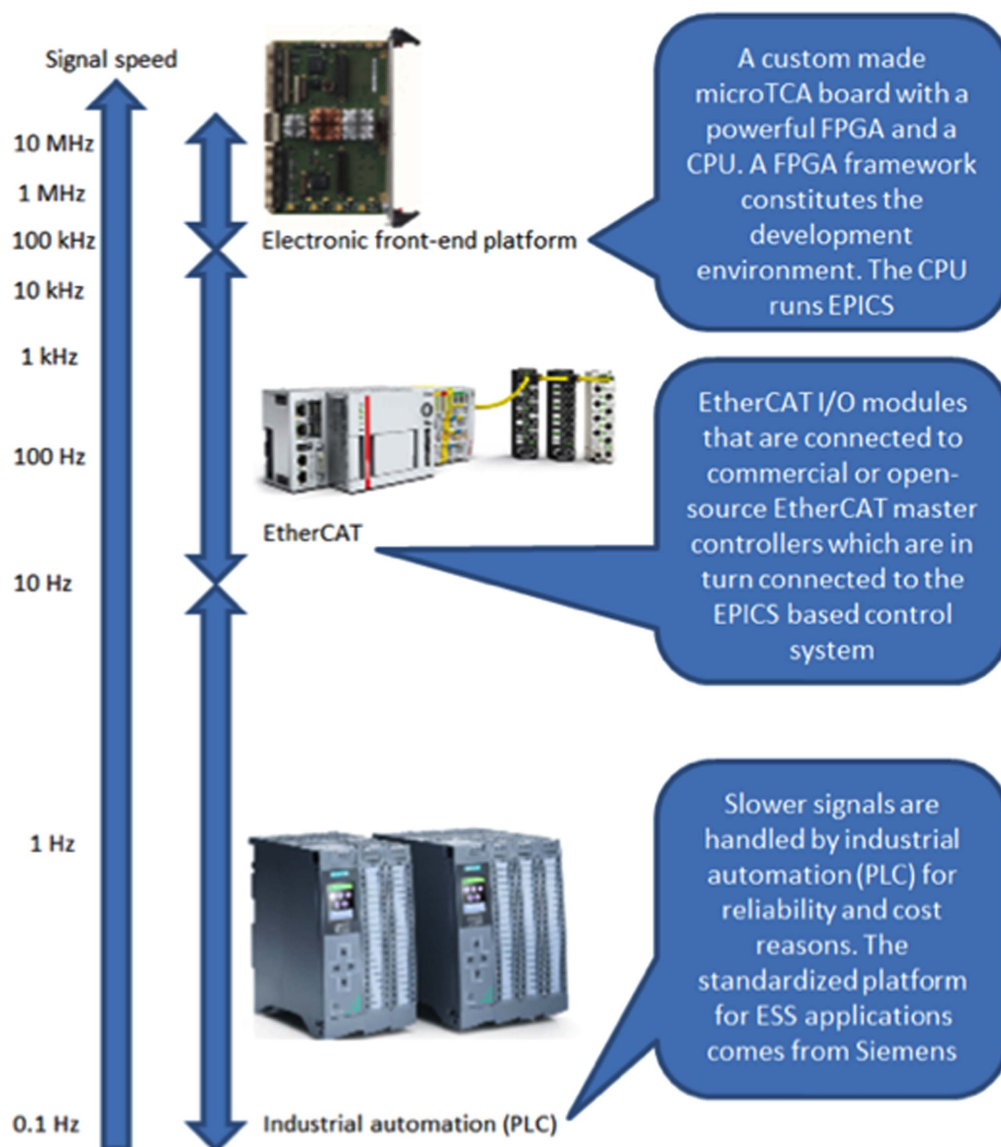 Signal speed
10 MHz
1 MHz
100 kHz
10 kHz
1 kHz
100 Hz
10 Hz
1 Hz
0.1 Hz
Electronic front-end platform
A custom made
microTCA board with a
powerful FPGA and a
CPU. A FPGA framework
constitutes the
development
environment. The CPU
runs EPICS
EtherCAT
EtherCAT I/O modules
that are connected to
commercial or open-
source EtherCAT master
controllers which are in
turn connected to the
EPICS based control
system
Industrial automation (PLC)
Slower signals are
handled by industrial
automation (PLC) for
reliability and cost
reasons. The
standardized platform
for ESS applications
comes from Siemens